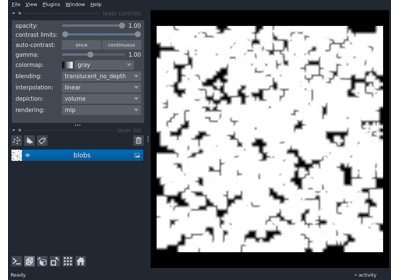 File View Plugins Window Help
layer controls
opacity: 1.00
contrast limits:
auto-contrast: once continuous
gamma: 1.00
colormap: gray
blending: translucent_no_depth
interpolation: linear
depiction: volume
rendering: mip
layer list
blobs
Ready activity